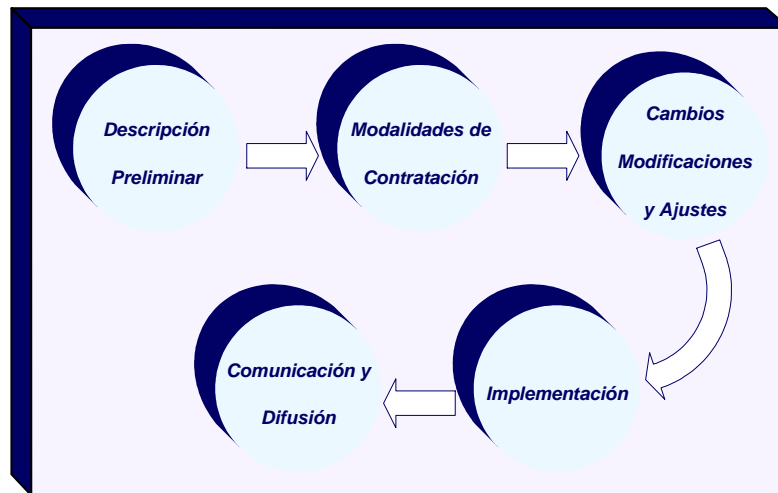 Descripción
Preliminar
Modalidades de
Contratación
Cambios
Modificaciones
y Ajustes
Implementación
Comunicación y
Difusión